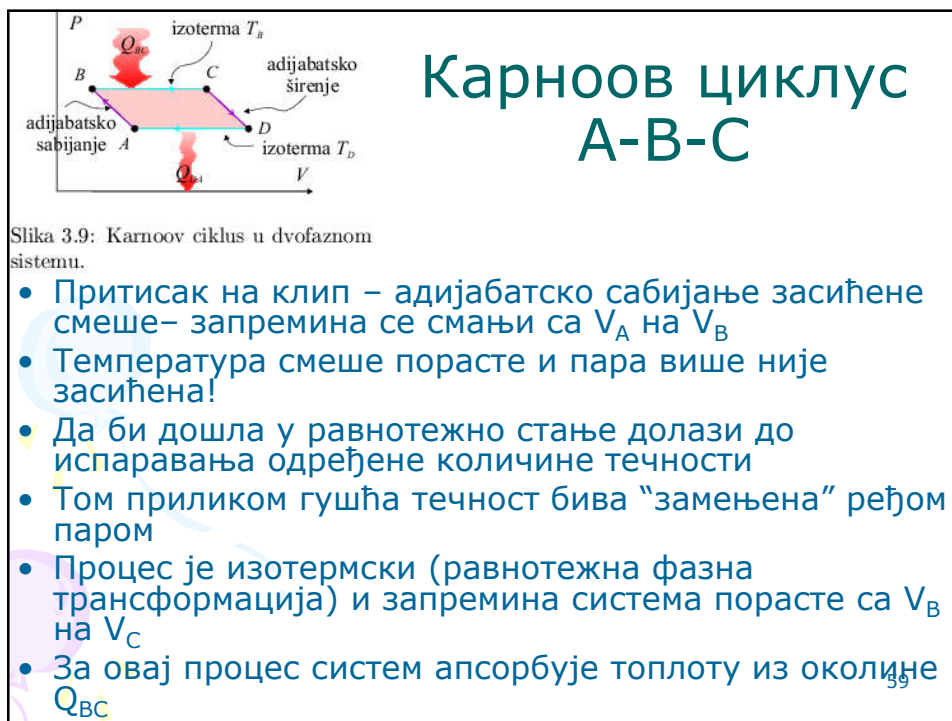 P
izoterma T_B
Q_BC
B
C
adijabatsko
širenje
adijabatsko
sabijanje
A
D
izoterma T_D
V
Карноов циклус
А-B-C
Slika 3.9: Karnoov ciklus u dvofaznom
sistemu.
• Притисак на клип – адијабатско сабијање засићене
смеше– запремина се смањи са V_A на V_B
• Температура смеше порасте и пара више није
засићена!
• Да би дошла у равнотежно стање долази до
испаравања одређене количине течности
• Том приликом гушћа течност бива “замењена” ређом
паром
• Процес је изотермски (равнотежна фазна
трансформација) и запремина система порасте са V_B
на V_C
• За овај процес систем апсорбује топлоту из околине
Q_BC
59